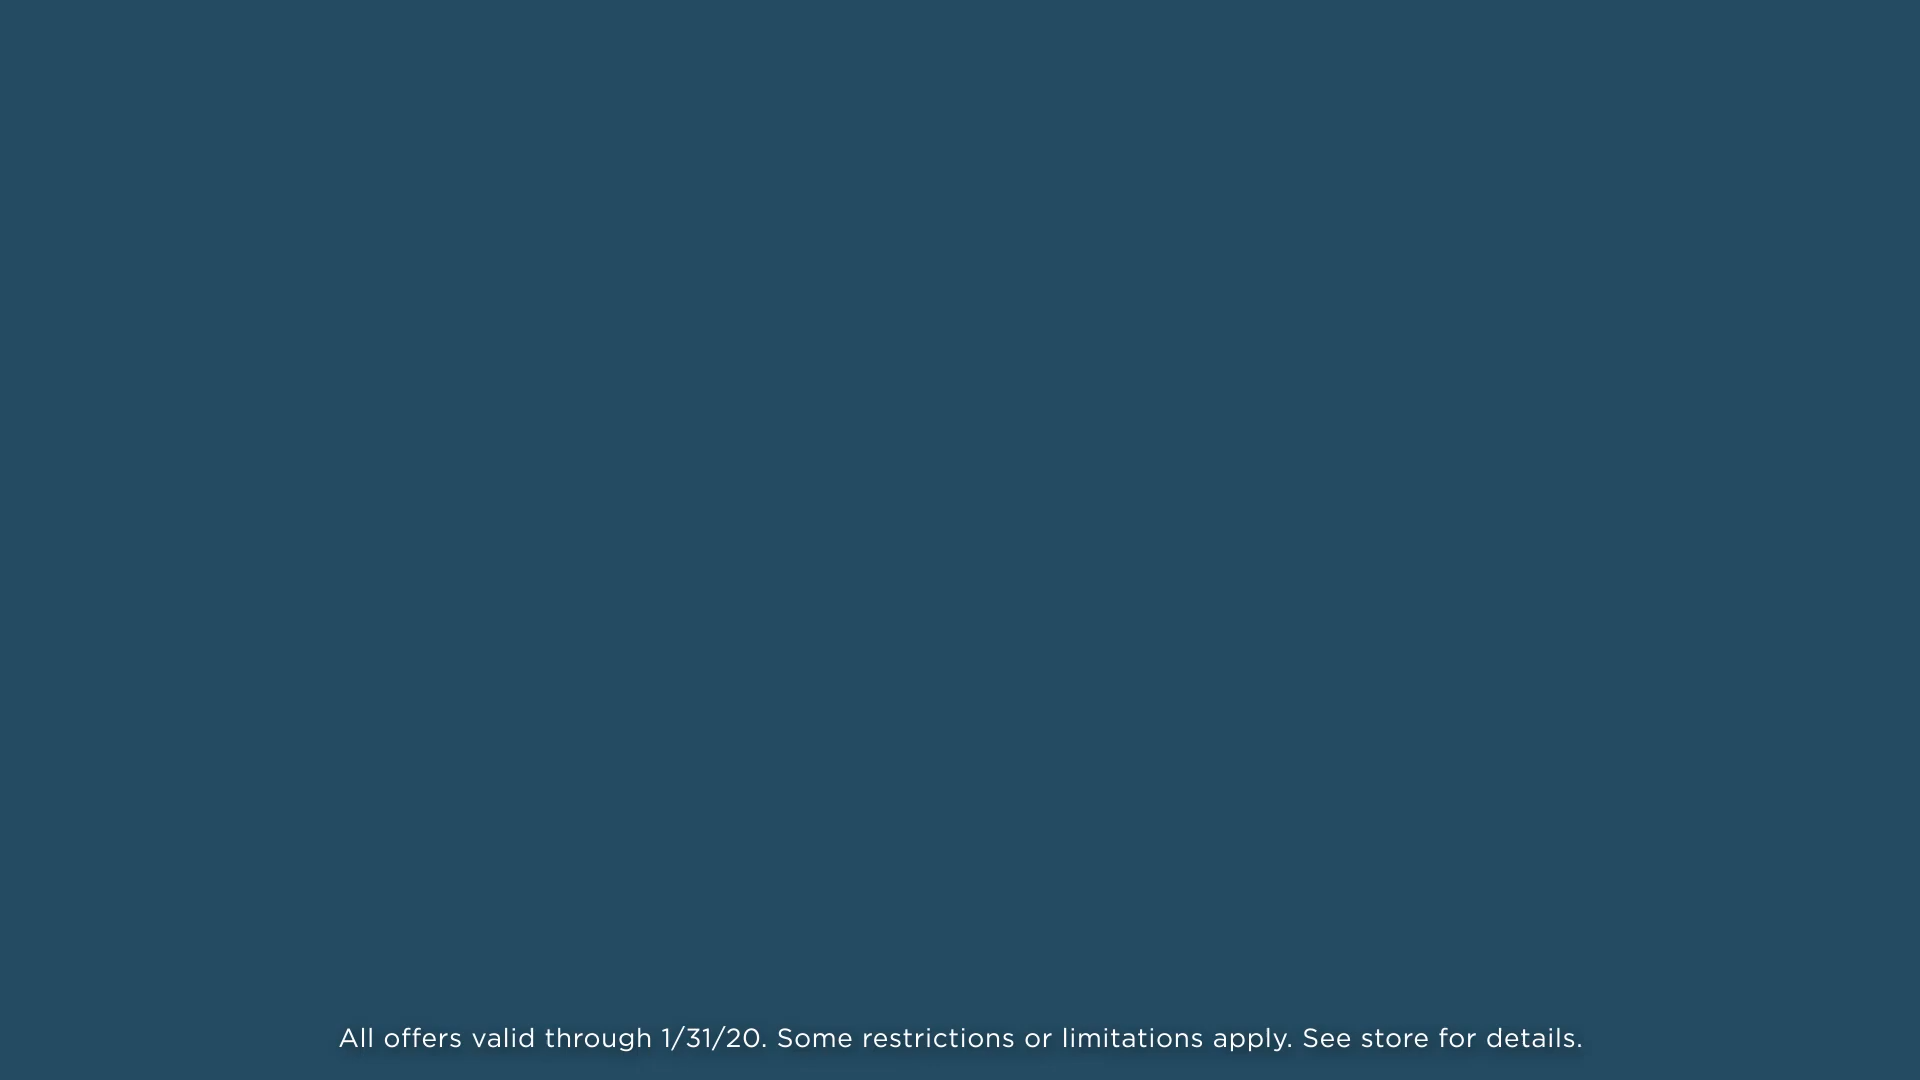 All offers valid through 1/31/20. Some restrictions or limitations apply. See store for details.